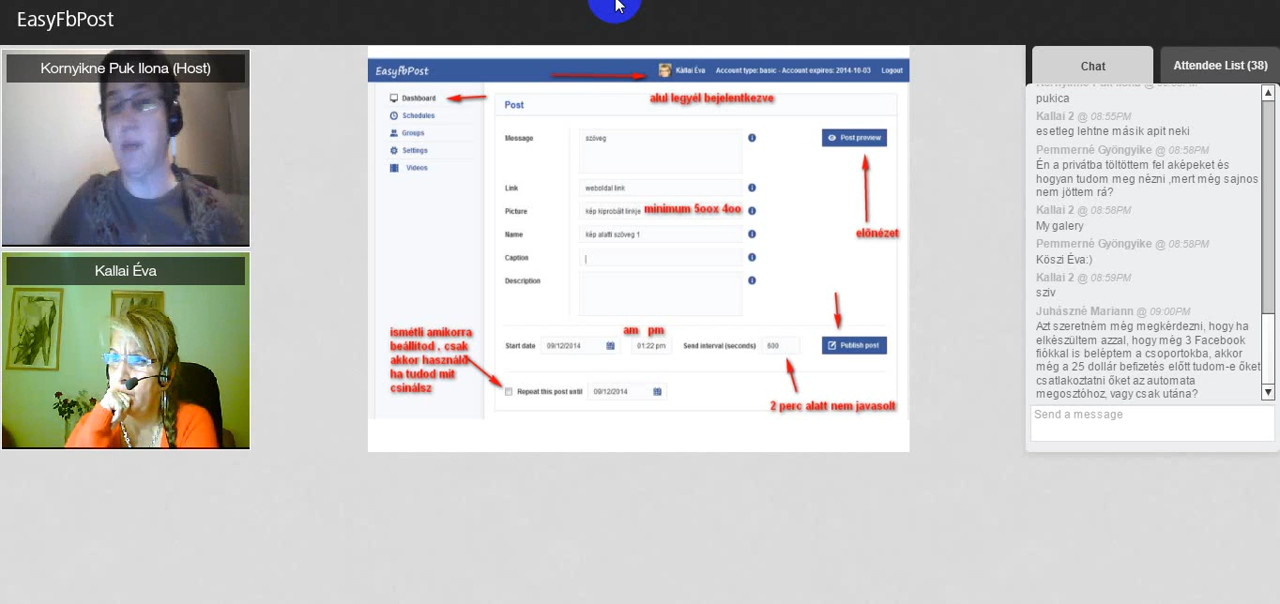 EasyFbPost
Kornyikne Puk Ilona (Host)
Kallai Éva
EasyFbPost
Kállai Éva
Account type: basic - Account expires: 2014-10-03
Logout
alul legyél bejelentkezve
Dashboard
Schedules
Groups
Settings
Videos
Post
Message
szöveg
Post preview
Link
weboldal link
Picture
kép kipróbált linkje
minimum 5oox 4oo
Name
kép alatti szöveg 1
előnézet
Caption
Description
ismétli amikorra
beállítod , csak
akkor használd
ha tudod mit
csinálsz
am pm
Start date
09/12/2014
01:22 pm
Send interval (seconds)
600
Publish post
Repeat this post until
09/12/2014
2 perc alatt nem javasolt
Chat
Attendee List (38)
pukica
Kallai 2 @ 08:55PM
esetleg lehtne másik apit neki
Pemmerné Gyöngyike @ 08:58PM
Én a privátba töltöttem fel aképeket és
hogyan tudom meg nézni ,mert még sajnos
nem jöttem rá?
Kallai 2 @ 08:58PM
My galery
Pemmerné Gyöngyike @ 08:58PM
Köszi Éva:)
Kallai 2 @ 08:59PM
sziv
Juhászné Mariann @ 09:00PM
Azt szeretném még megkérdezni, hogy ha
elkészültem azzal, hogy még 3 Facebook
fiókkal is beléptem a csoportokba, akkor
még a 25 dollár befizetés előtt tudom-e őket
csatlakoztatni őket az automata
megosztóhoz, vagy csak utána?
Send a message